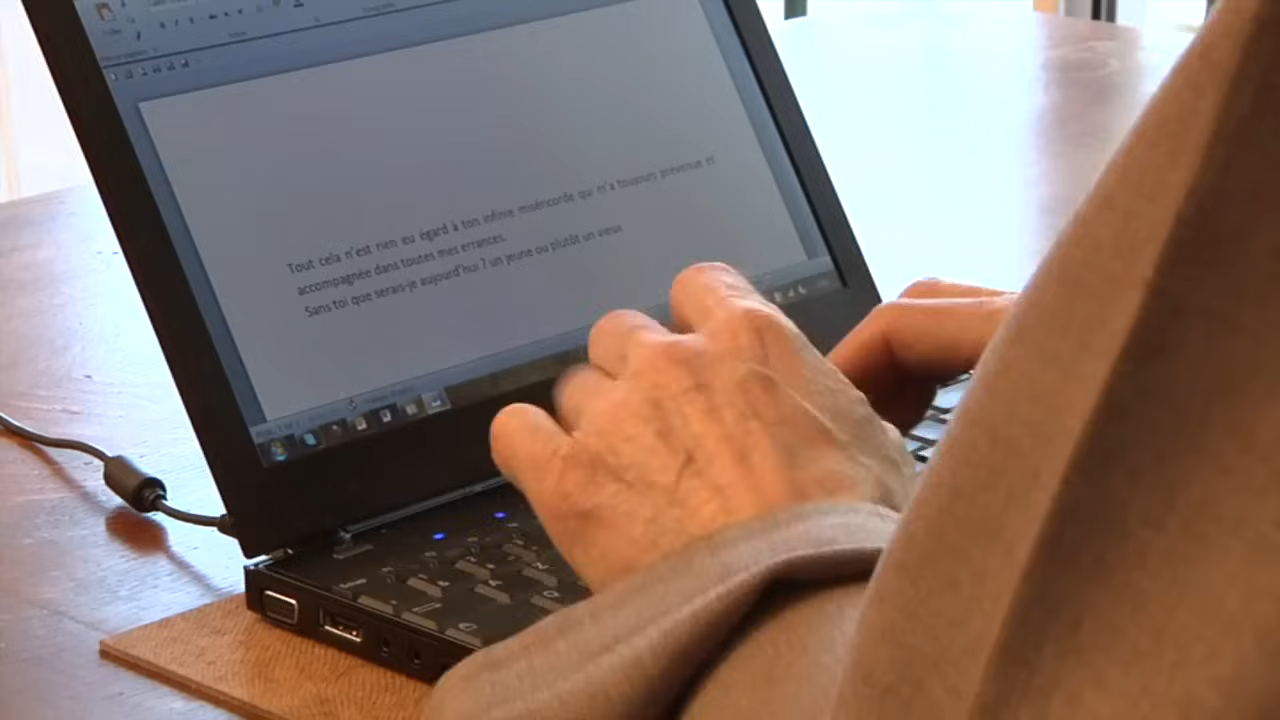 Tout cela n'est rien eu égard à ton infinie miséricorde qui m'a toujours prévenue et
accompagnée dans toutes mes errances.
Sans toi que serais-je aujourd'hui ? un jeune ou plutôt un vieux